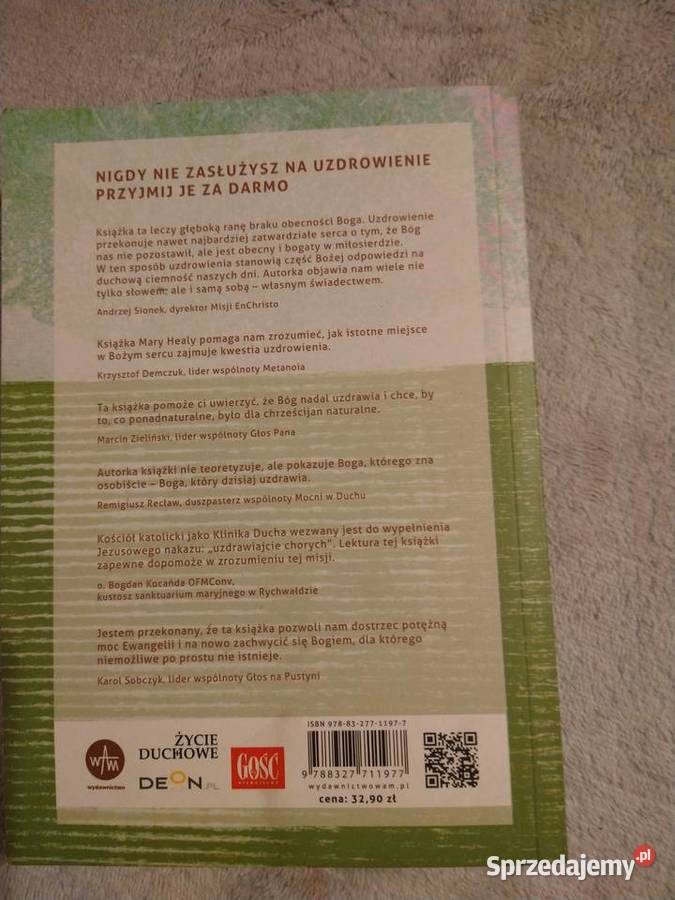 NIGDY NIE ZASŁUŻYSZ NA UZDROWIENIE
PRZYJMIJ JE ZA DARMO
Książka ta leczy głęboką ranę braku obecności Boga. Uzdrowienie
przekonuje nawet najbardziej zatwardziałe serca o tym, że Bóg
nas nie pozostawił, ale jest obecny i bogaty w miłosierdzie.
W ten sposób uzdrowienia stanowią część Bożej odpowiedzi na
duchową ciemność naszych dni. Autorka objawia nam wiele nie
tylko słowem, ale i samą sobą – własnym świadectwem.
Andrzej Sionek, dyrektor Misji EnChristo
Książka Mary Healy pomaga nam zrozumieć, jak istotne miejsce
w Bożym sercu zajmuje kwestia uzdrowienia.
Krzysztof Demczuk, lider wspólnoty Metanoia
Ta książka pomoże ci uwierzyć, że Bóg nadal uzdrawia i chce, by
to, co ponadnaturalne, było dla chrześcijan naturalne.
Marcin Zieliński, lider wspólnoty Głos Pana
Autorka książki nie teoretyzuje, ale pokazuje Boga, którego zna
osobiście – Boga, który dzisiaj uzdrawia.
Remigiusz Recław, duszpasterz wspólnoty Mocni w Duchu
Kościół katolicki jako Klinika Ducha wezwany jest do wypełnienia
Jezusowego nakazu: „uzdrawiajcie chorych”. Lektura tej książki
zapewne dopomoże w zrozumieniu tej misji.
o. Bogdan Kocańda OFMConv,
kustosz sanktuarium maryjnego w Rychwałdzie
Jestem przekonany, że ta książka pozwoli nam dostrzec potężną
moc Ewangelii i na nowo zachwycić się Bogiem, dla którego
niemożliwe po prostu nie istnieje.
Karol Sobczyk, lider wspólnoty Głos na Pustyni
WAM
wydawnictwo
ŻYCIE
DUCHOWE
DEON.PL
GOŚĆ
NIEDZIELNY
ISBN 978-83-277-1197-7
9 788327 711977
wydawnictwowam.pl
cena: 32,90 zł
Sprzedajemy.pl